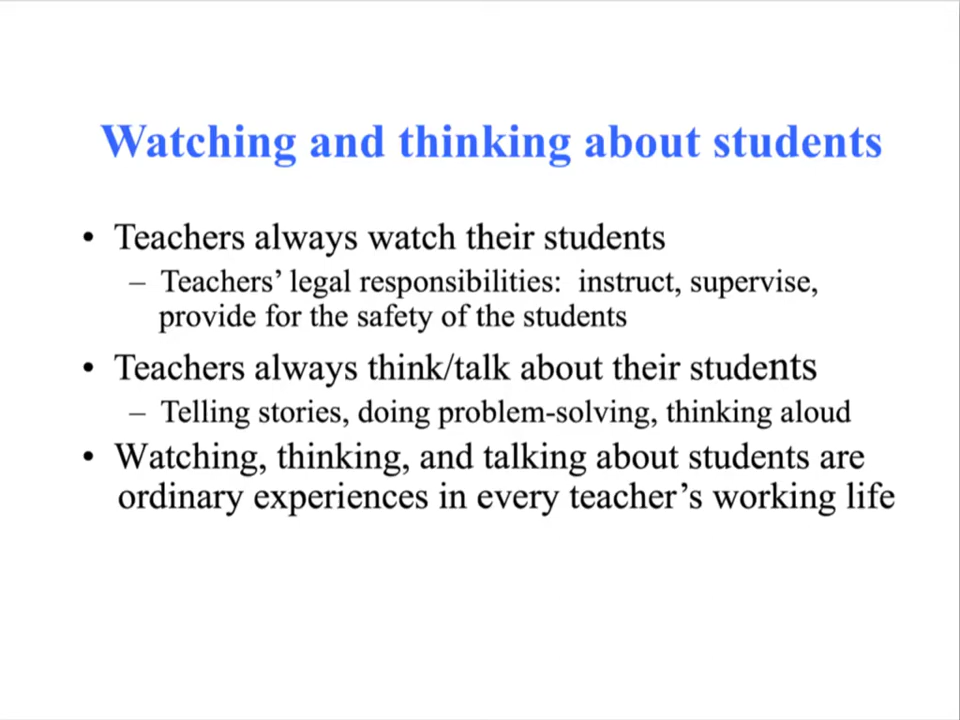 Watching and thinking about students
• Teachers always watch their students
– Teachers’ legal responsibilities:  instruct, supervise,
provide for the safety of the students
• Teachers always think/talk about their students
– Telling stories, doing problem-solving, thinking aloud
• Watching, thinking, and talking about students are
ordinary experiences in every teacher’s working life